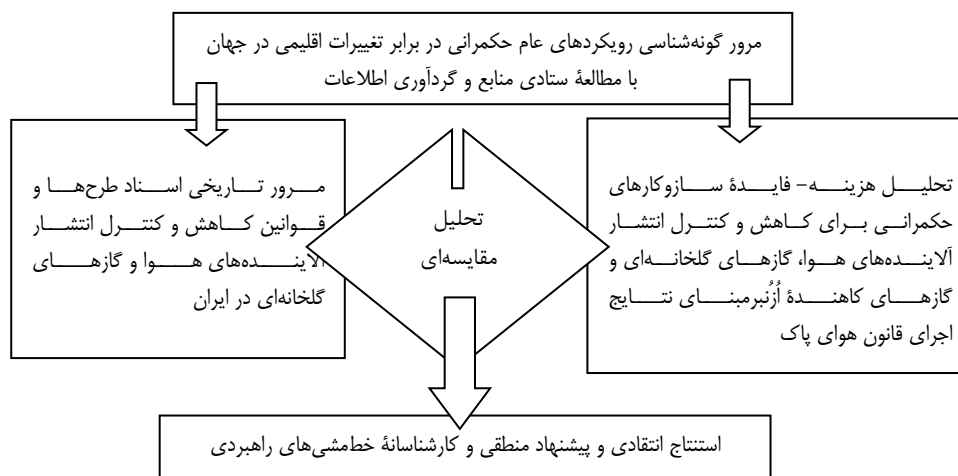 مرور گونه‌شناسی رویکردهای عام حکمرانی در برابر تغییرات اقلیمی در جهان
با مطالعهٔ ستادی منابع و گردآوری اطلاعات
تحلیل هزینه- فایدهٔ سازوکارهای
حکمرانی برای کاهش و کنترل انتشار
آلاینده‌های هوا، گازهای گلخانه‌ای و
گازهای کاهندهٔ اُزُنبرمبنای نتایج
اجرای قانون هوای پاک
تحلیل
مقایسه‌ای
مرور تاریخی اسناد طرح‌ها و
قوانین کاهش و کنترل انتشار
آلاینده‌های هوا و گازهای
گلخانه‌ای در ایران
استنتاج انتقادی و پیشنهاد منطقی و کارشناسانهٔ خط‌مشی‌های راهبردی